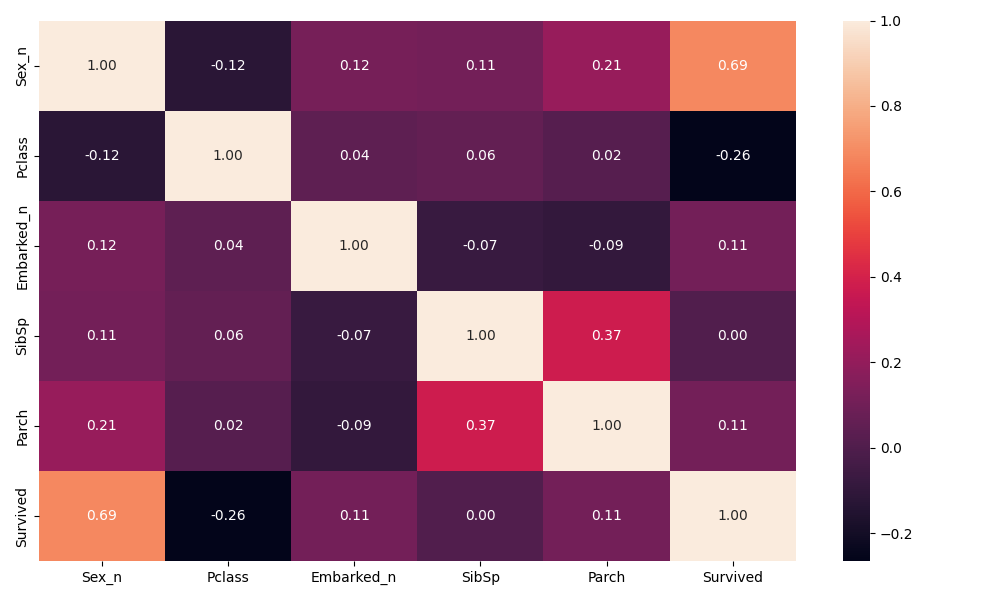 Sex_n 1.00 -0.12 0.12 0.11 0.21 0.69
Pclass -0.12 1.00 0.04 0.06 0.02 -0.26
Embarked_n 0.12 0.04 1.00 -0.07 -0.09 0.11
SibSp 0.11 0.06 -0.07 1.00 0.37 0.00
Parch 0.21 0.02 -0.09 0.37 1.00 0.11
Survived 0.69 -0.26 0.11 0.00 0.11 1.00
Sex_n Pclass Embarked_n SibSp Parch Survived
1.0
0.8
0.6
0.4
0.2
0.0
−0.2